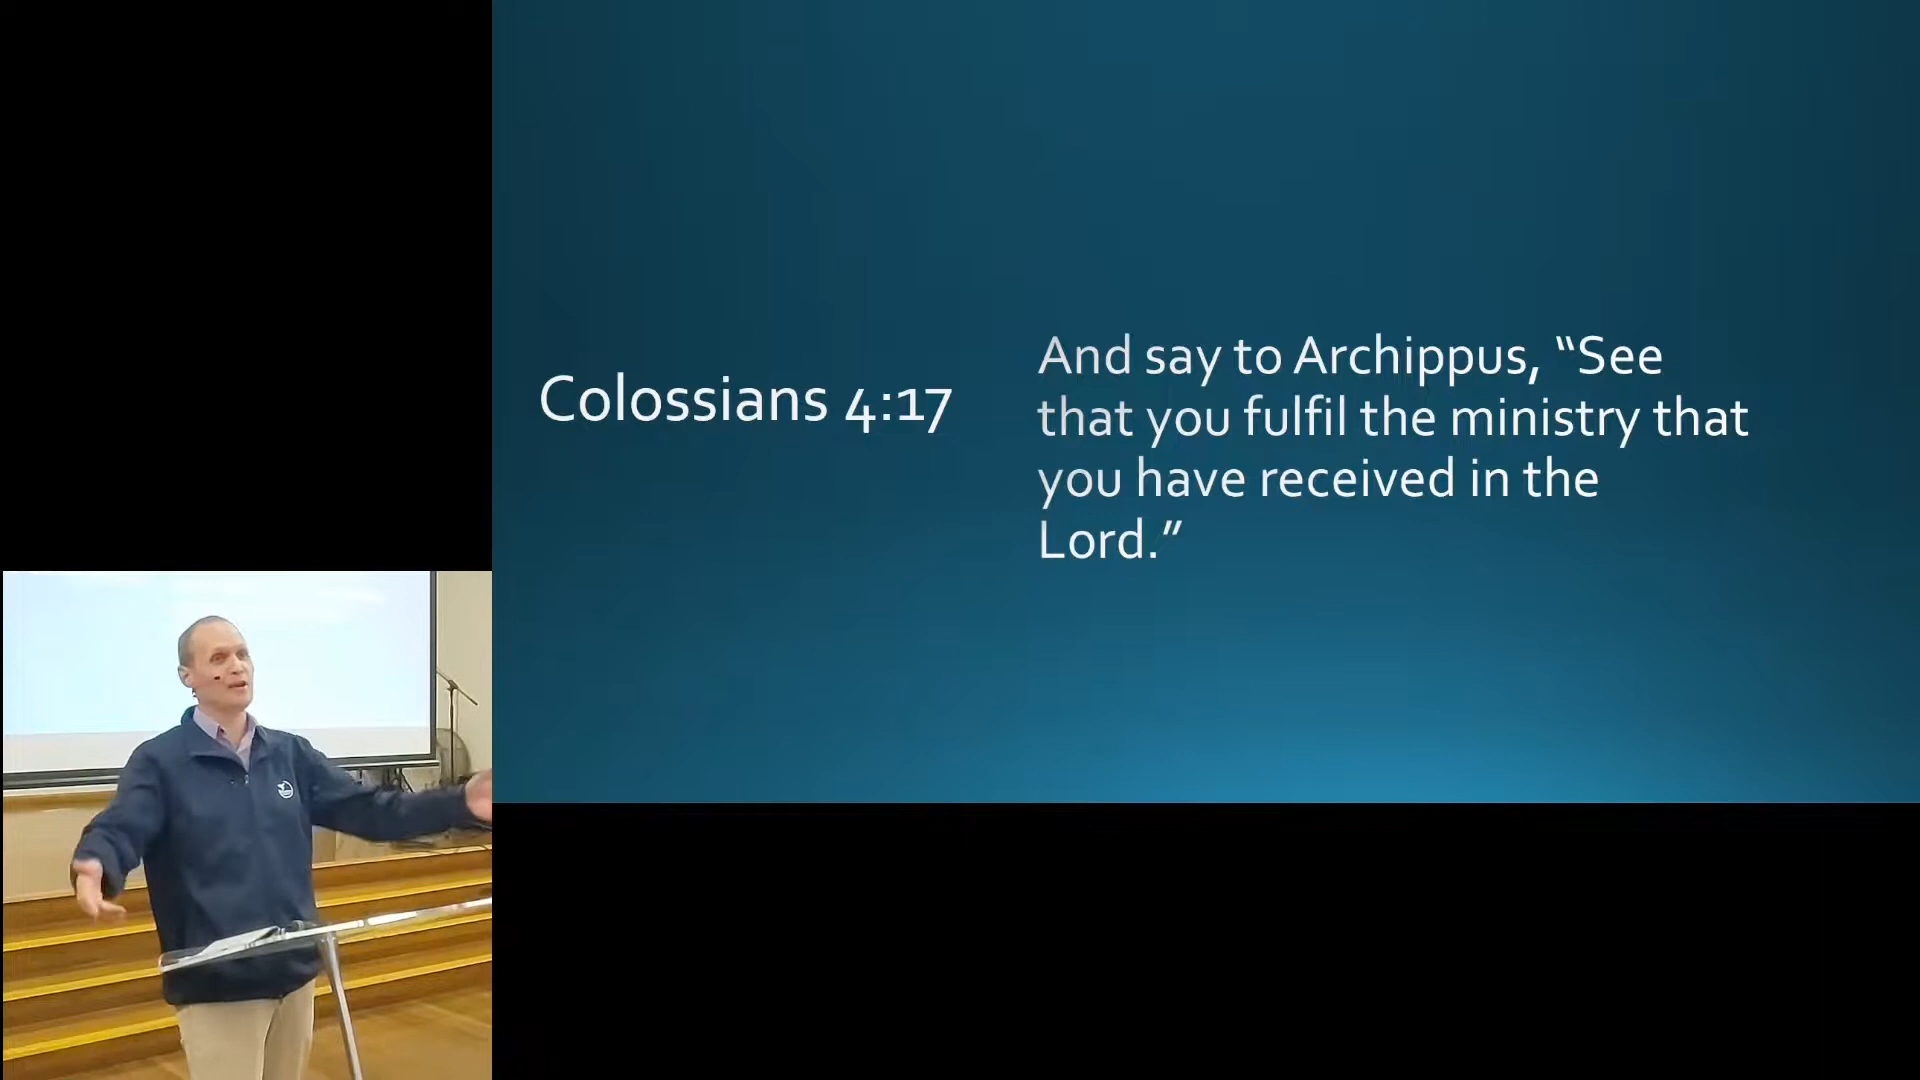 Colossians 4:17
And say to Archippus, “See
that you fulfil the ministry that
you have received in the
Lord.”